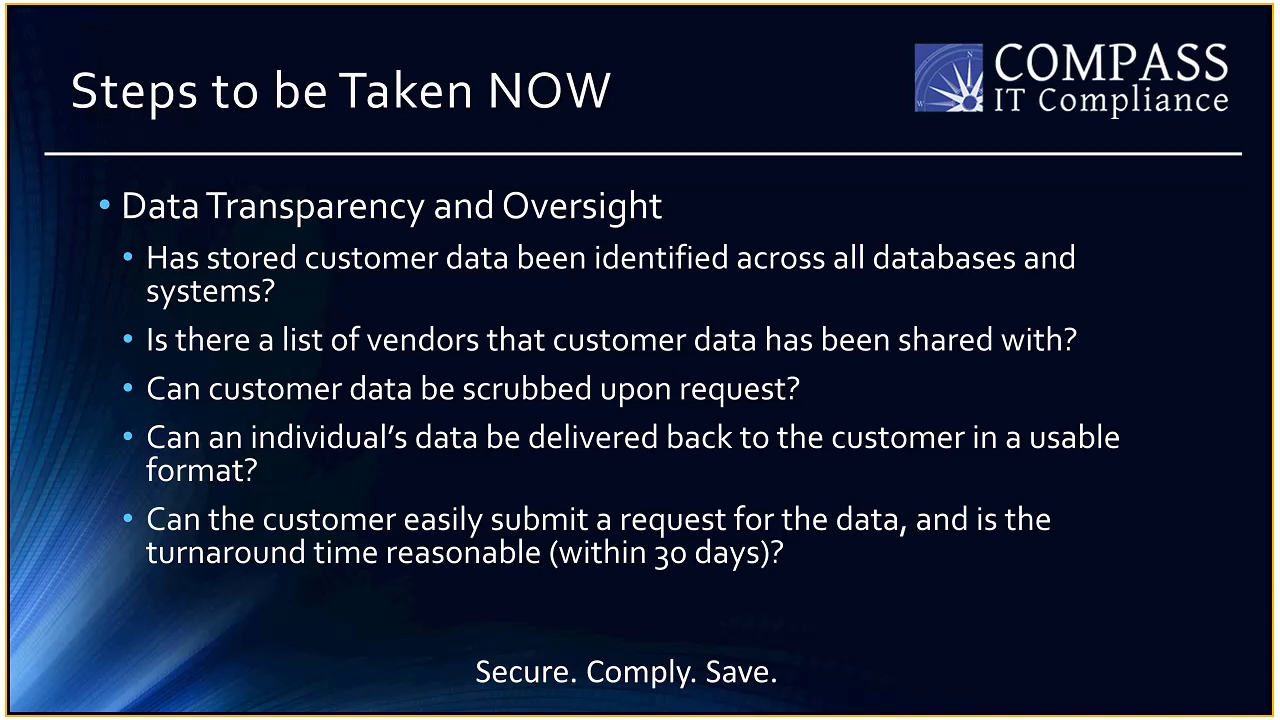 Steps to be Taken NOW
COMPASS
IT Compliance
N
W
• Data Transparency and Oversight
• Has stored customer data been identified across all databases and
systems?
• Is there a list of vendors that customer data has been shared with?
• Can customer data be scrubbed upon request?
• Can an individual’s data be delivered back to the customer in a usable
format?
• Can the customer easily submit a request for the data, and is the
turnaround time reasonable (within 30 days)?
Secure. Comply. Save.